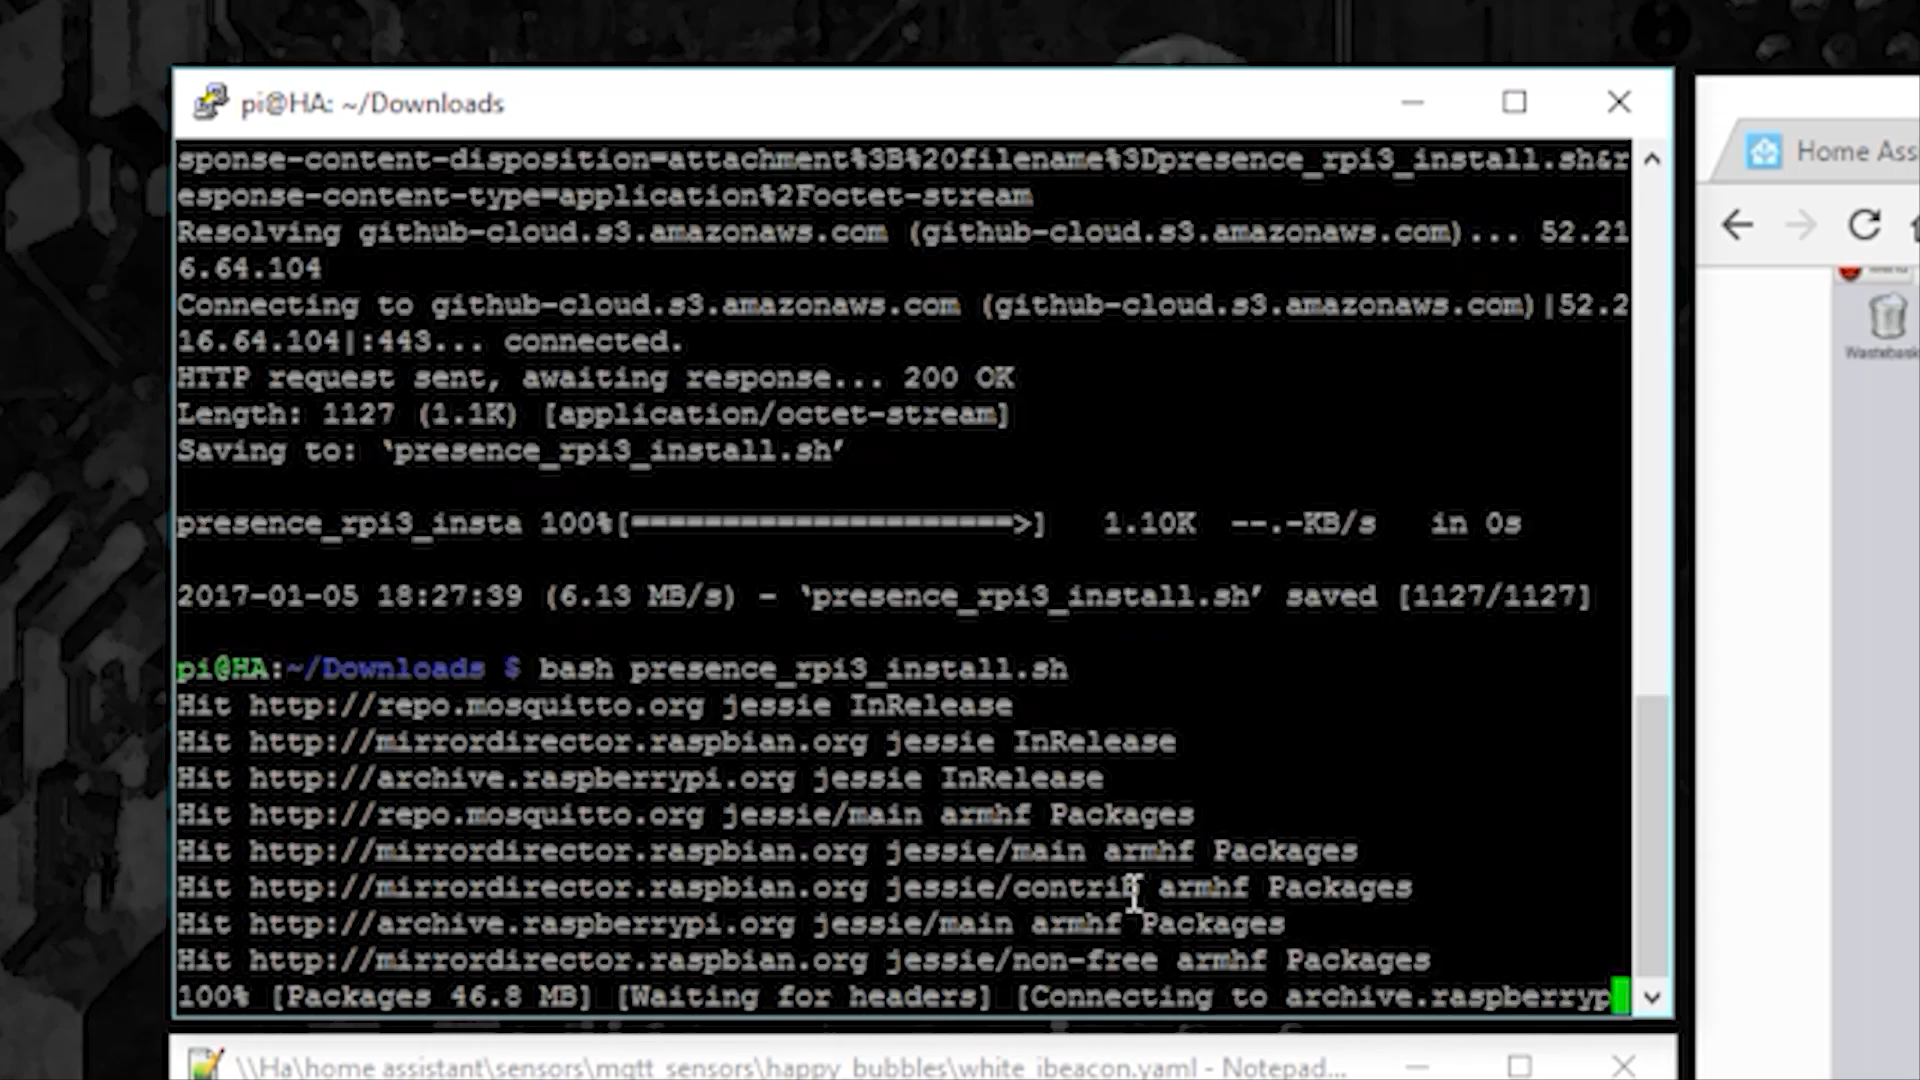 pi@HA: ~/Downloads
sponse-content-disposition=attachment%3B%20filename%3Dpresence_rpi3_install.sh&r
esponse-content-type=application%2Foctet-stream
Resolving github-cloud.s3.amazonaws.com (github-cloud.s3.amazonaws.com)... 52.21
6.64.104
Connecting to github-cloud.s3.amazonaws.com (github-cloud.s3.amazonaws.com)|52.2
16.64.104|:443... connected.
HTTP request sent, awaiting response... 200 OK
Length: 1127 (1.1K) [application/octet-stream]
Saving to: ‘presence_rpi3_install.sh’
presence_rpi3_insta 100%[=====================>] 1.10K --.-KB/s in 0s
2017-01-05 18:27:39 (6.13 MB/s) - ‘presence_rpi3_install.sh’ saved [1127/1127]
pi@HA:~/Downloads $ bash presence_rpi3_install.sh
Hit http://repo.mosquitto.org jessie InRelease
Hit http://mirrordirector.raspbian.org jessie InRelease
Hit http://archive.raspberrypi.org jessie InRelease
Hit http://repo.mosquitto.org jessie/main armhf Packages
Hit http://mirrordirector.raspbian.org jessie/main armhf Packages
Hit http://mirrordirector.raspbian.org jessie/contrib armhf Packages
Hit http://archive.raspberrypi.org jessie/main armhf Packages
Hit http://mirrordirector.raspbian.org jessie/non-free armhf Packages
100% [Packages 46.8 MB] [Waiting for headers] [Connecting to archive.raspberryp
\\Ha\home assistant\sensors\mqtt_sensors\happy_bubbles\white_ibeacon.yaml - Notepad...
Home Ass
Wastebask